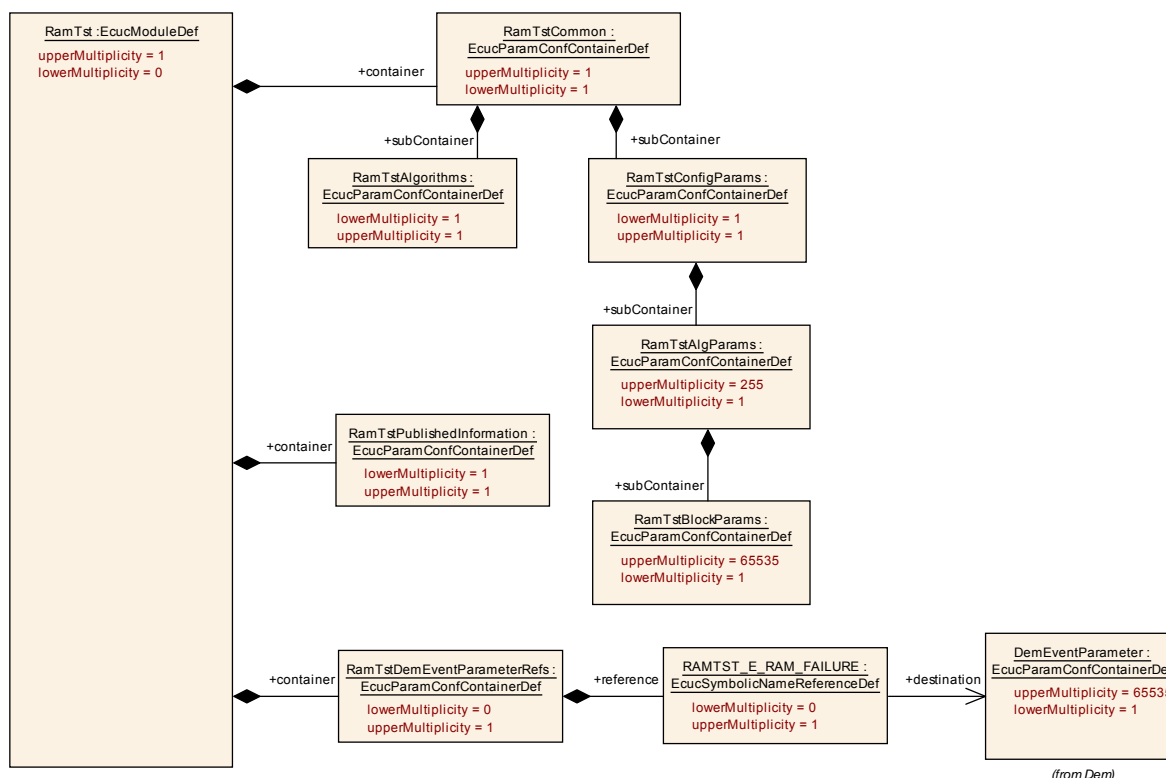 RamTst :EcucModuleDef
upperMultiplicity = 1
lowerMultiplicity = 0
+container
RamTstCommon :
EcucParamConfContainerDef
upperMultiplicity = 1
lowerMultiplicity = 1
+subContainer
+subContainer
RamTstAlgorithms :
EcucParamConfContainerDef
lowerMultiplicity = 1
upperMultiplicity = 1
RamTstConfigParams :
EcucParamConfContainerDef
lowerMultiplicity = 1
upperMultiplicity = 1
+subContainer
RamTstAlgParams :
EcucParamConfContainerDef
upperMultiplicity = 255
lowerMultiplicity = 1
+container
RamTstPublishedInformation :
EcucParamConfContainerDef
lowerMultiplicity = 1
upperMultiplicity = 1
+subContainer
RamTstBlockParams :
EcucParamConfContainerDef
upperMultiplicity = 65535
lowerMultiplicity = 1
+container
RamTstDemEventParameterRefs :
EcucParamConfContainerDef
lowerMultiplicity = 0
upperMultiplicity = 1
+reference
RAMTST_E_RAM_FAILURE :
EcucSymbolicNameReferenceDef
lowerMultiplicity = 0
upperMultiplicity = 1
+destination
DemEventParameter :
EcucParamConfContainerDe
upperMultiplicity = 65535
lowerMultiplicity = 1
(from Dem)